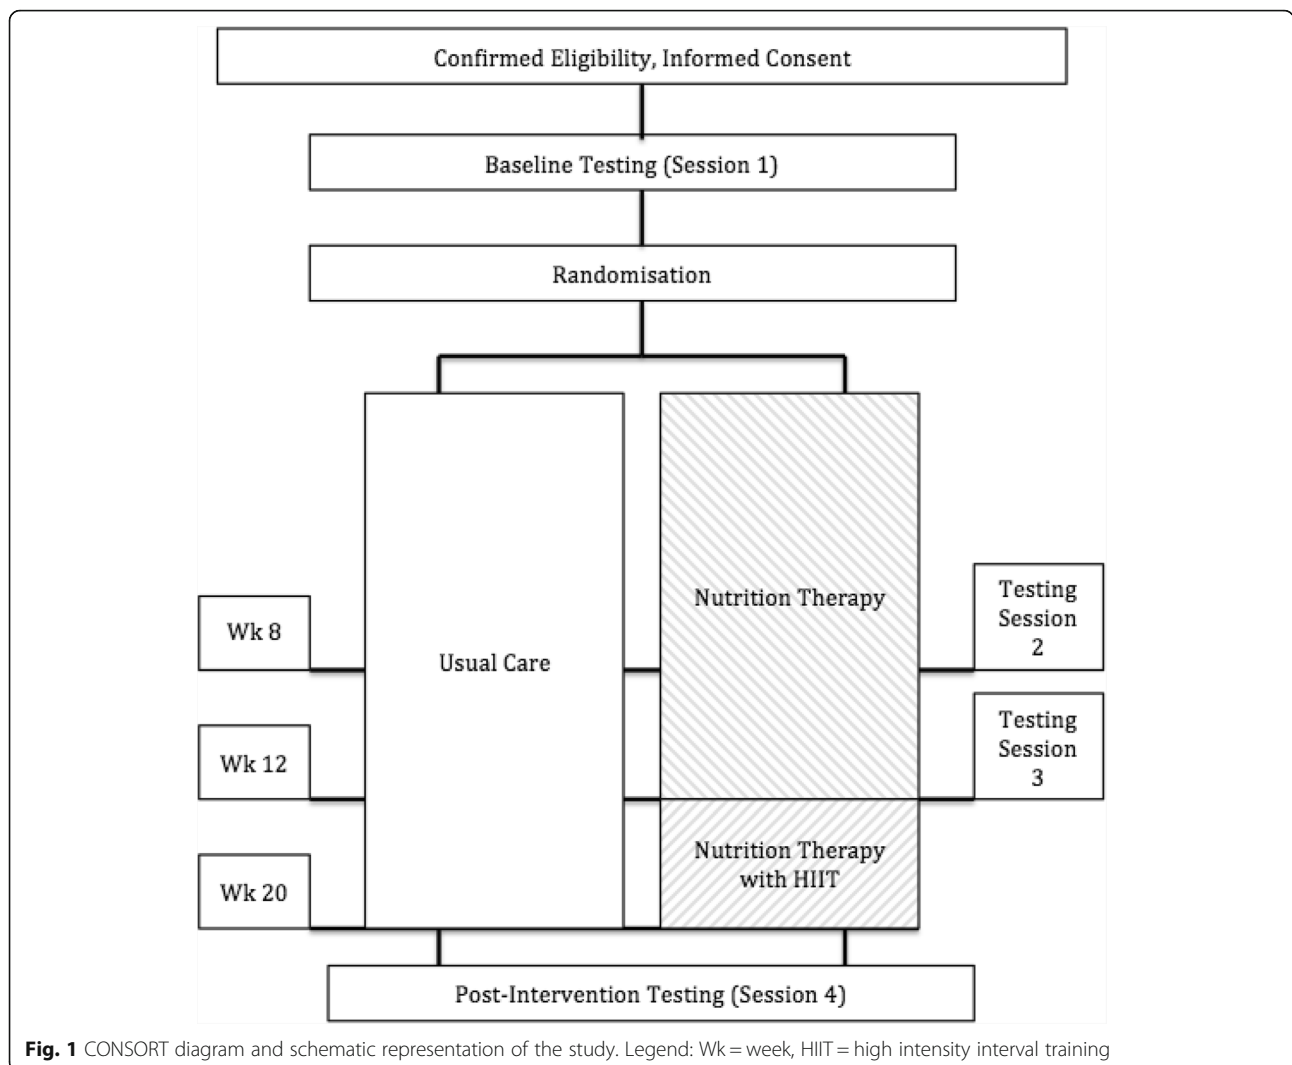 Confirmed Eligibility, Informed Consent
Baseline Testing (Session 1)
Randomisation
Usual Care
Nutrition Therapy
Testing
Session
2
Wk 8
Testing
Session
3
Wk 12
Nutrition Therapy
with HIIT
Wk 20
Post-Intervention Testing (Session 4)
Fig. 1 CONSORT diagram and schematic representation of the study. Legend: Wk = week, HIIT = high intensity interval training